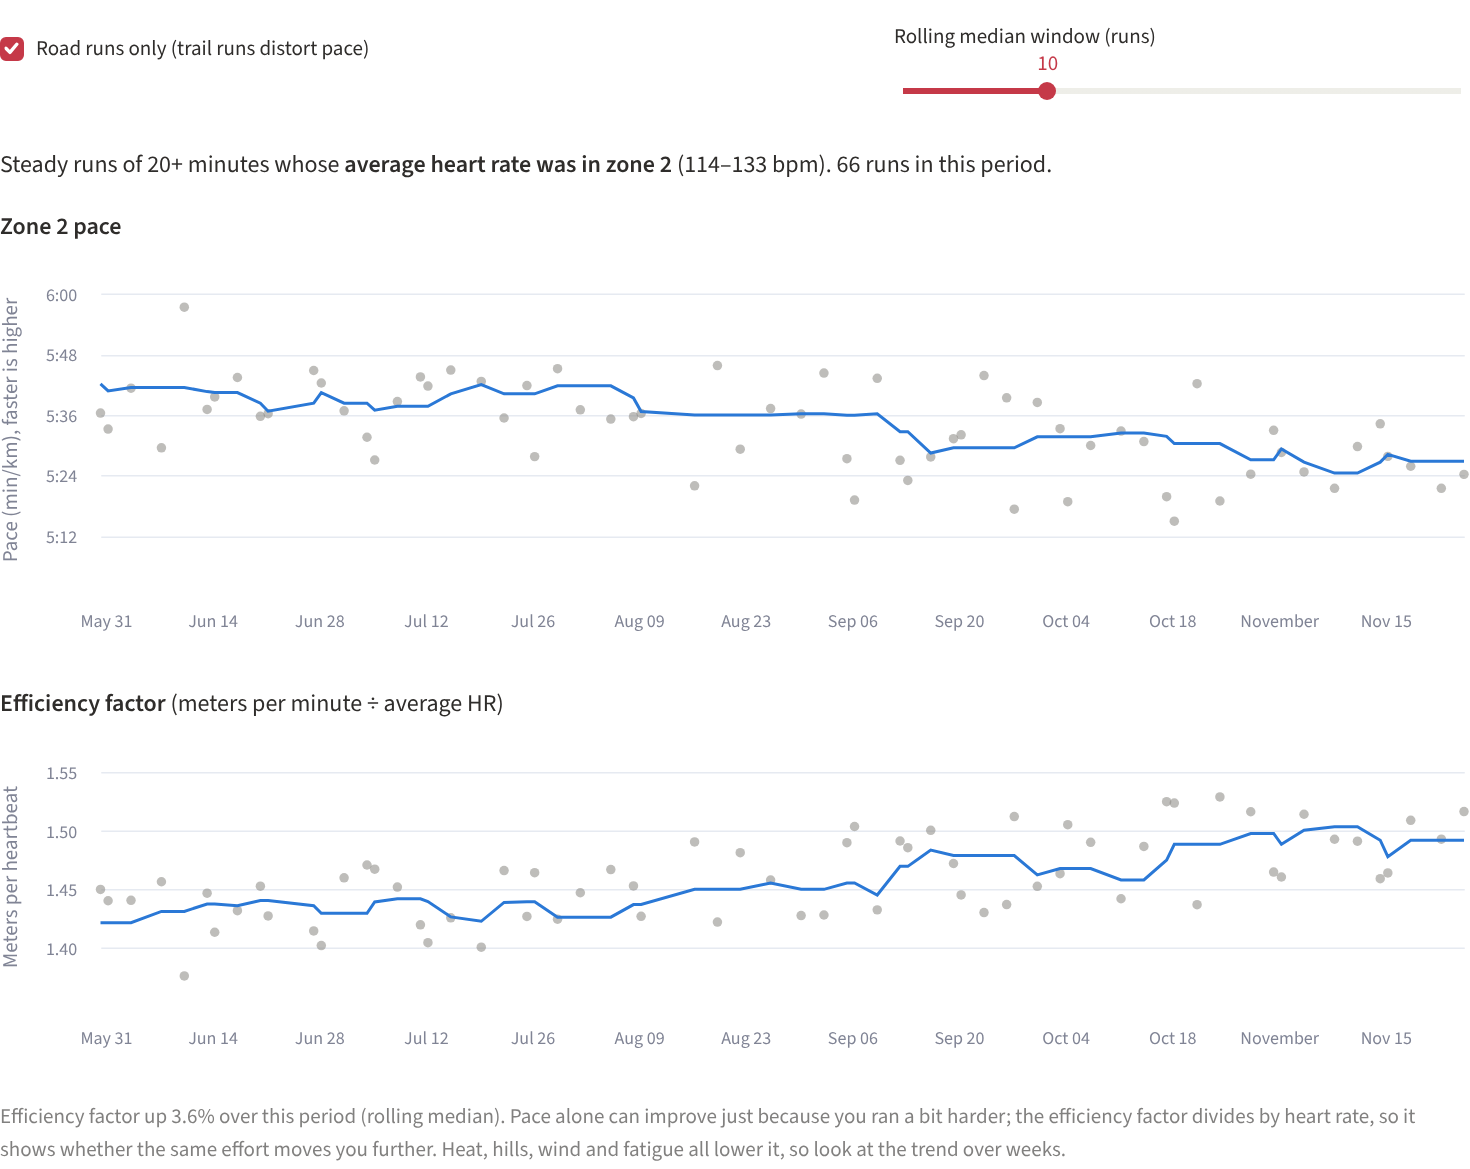 Road runs only (trail runs distort pace)
Rolling median window (runs)
10
Steady runs of 20+ minutes whose average heart rate was in zone 2 (114–133 bpm). 66 runs in this period.
Zone 2 pace
Pace (min/km), faster is higher
6:00
5:48
5:36
5:24
5:12
May 31 Jun 14 Jun 28 Jul 12 Jul 26 Aug 09 Aug 23 Sep 06 Sep 20 Oct 04 Oct 18 November Nov 15
Efficiency factor (meters per minute ÷ average HR)
Meters per heartbeat
1.55
1.50
1.45
1.40
May 31 Jun 14 Jun 28 Jul 12 Jul 26 Aug 09 Aug 23 Sep 06 Sep 20 Oct 04 Oct 18 November Nov 15
Efficiency factor up 3.6% over this period (rolling median). Pace alone can improve just because you ran a bit harder; the efficiency factor divides by heart rate, so it
shows whether the same effort moves you further. Heat, hills, wind and fatigue all lower it, so look at the trend over weeks.